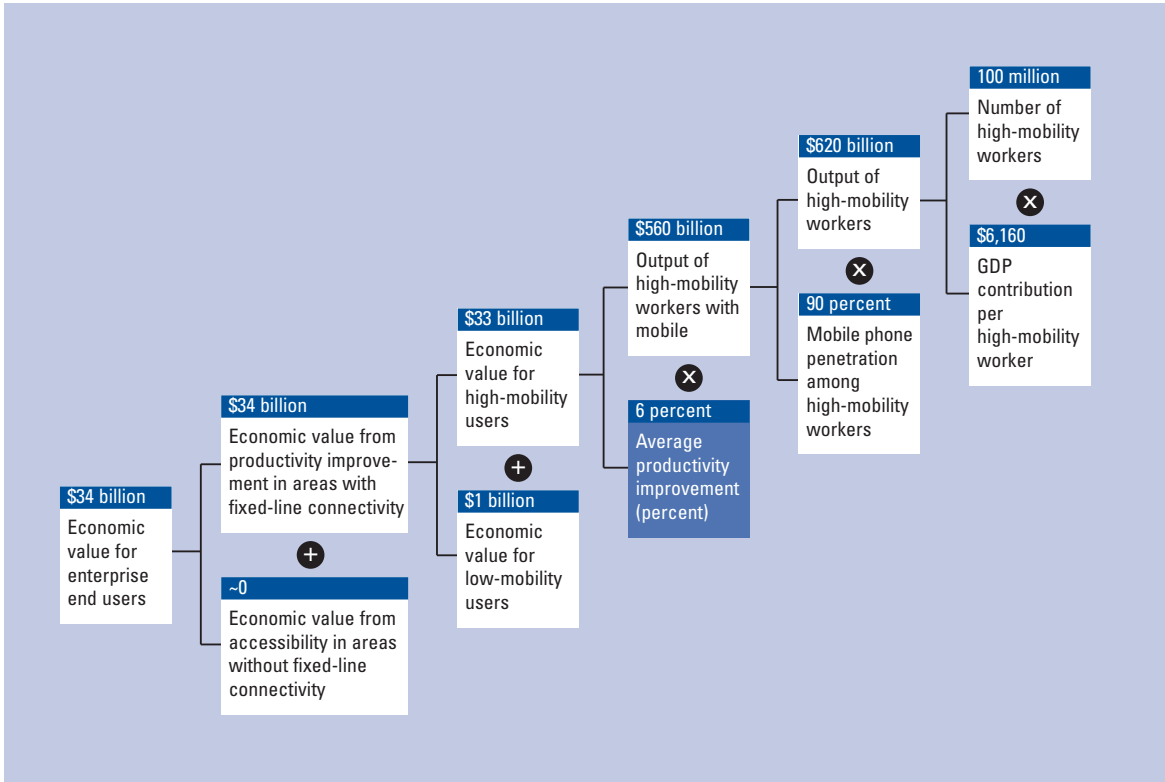 $34 billion
Economic
value for
enterprise
end users
$34 billion
Economic value from
productivity improve-
ment in areas with
fixed-line connectivity
+
~0
Economic value from
accessibility in areas
without fixed-line
connectivity
$33 billion
Economic
value for
high-mobility
users
+
$1 billion
Economic
value for
low-mobility
users
$560 billion
Output of
high-mobility
workers with
mobile
x
6 percent
Average
productivity
improvement
(percent)
$620 billion
Output of
high-mobility
workers
x
90 percent
Mobile phone
penetration
among
high-mobility
workers
100 million
Number of
high-mobility
workers
x
$6,160
GDP
contribution
per
high-mobility
worker